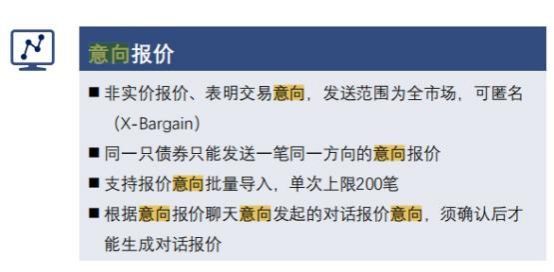 意向报价
■ 非实价报价、表明交易意向，发送范围为全市场，可匿名
（X-Bargain）
■ 同一只债券只能发送一笔同一方向的意向报价
■ 支持报价意向批量导入，单次上限200笔
■ 根据意向报价聊天意向发起的对话报价意向，须确认后才
能生成对话报价